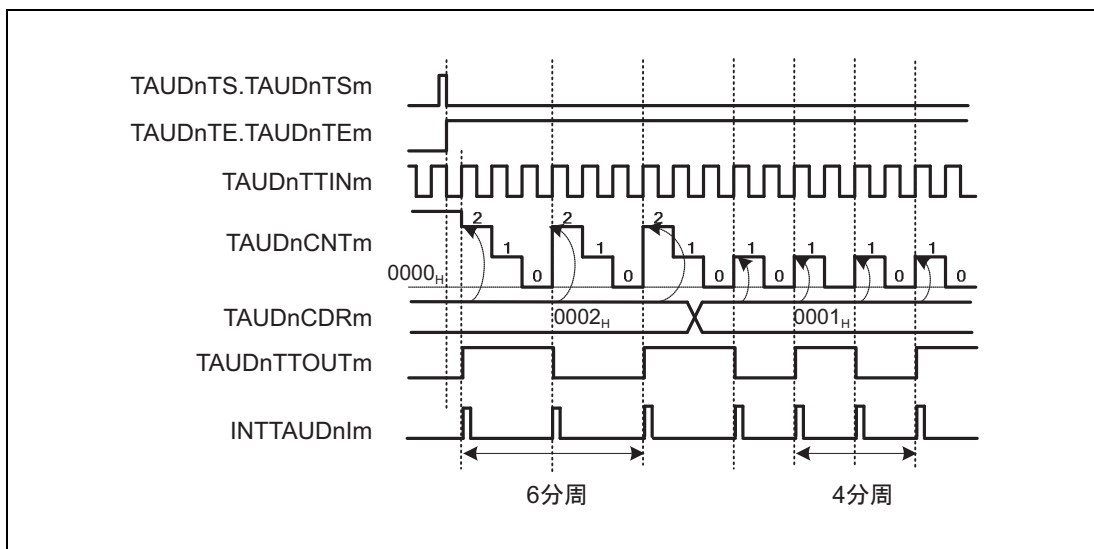 TAUDnTS.TAUDnTSm
TAUDnTE.TAUDnTEm
TAUDnTTINm
TAUDnCNTm
2 2 2
1 1 1 1 1 1 1
0 0 0 0 0 0 0
0000H
TAUDnCDRm
0002H 0001H
TAUDnTTOUTm
INTTAUDnIm
6分周 4分周